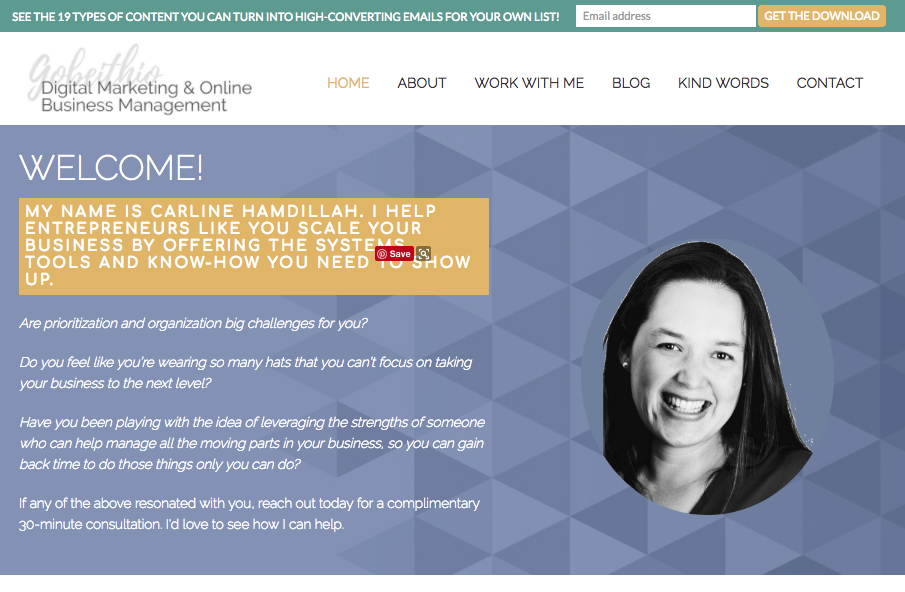 SEE THE 19 TYPES OF CONTENT YOU CAN TURN INTO HIGH-CONVERTING EMAILS FOR YOUR OWN LIST! Email address GET THE DOWNLOAD
Gobeithio
Digital Marketing & Online
Business Management
HOME ABOUT WORK WITH ME BLOG KIND WORDS CONTACT
WELCOME!
MY NAME IS CARLINE HAMDILLAH. I HELP
ENTREPRENEURS LIKE YOU SCALE YOUR
BUSINESS BY OFFERING THE SYSTEMS,
Save
TOOLS AND KNOW-HOW YOU NEED TO SHOW
UP.
Are prioritization and organization big challenges for you?
Do you feel like you're wearing so many hats that you can't focus on taking
your business to the next level?
Have you been playing with the idea of leveraging the strengths of someone
who can help manage all the moving parts in your business, so you can gain
back time to do those things only you can do?
If any of the above resonated with you, reach out today for a complimentary
30-minute consultation. I'd love to see how I can help.